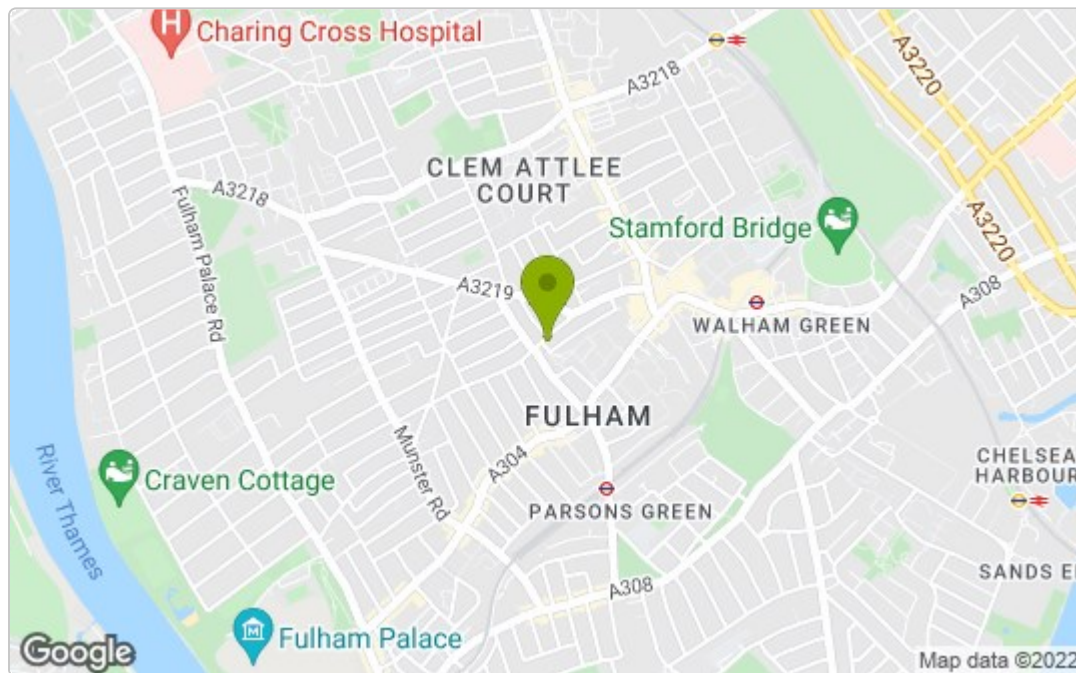 H
Charing Cross Hospital
A3218
A3220
CLEM ATTLEE
COURT
A3218
Fulham Palace Rd
Stamford Bridge
A3220
A3219
A308
WALHAM GREEN
FULHAM
Munster Rd
A304
CHELSEA
HARBOUR
River Thames
Craven Cottage
PARSONS GREEN
A308
SANDS E
M
Fulham Palace
Google
Map data ©2022